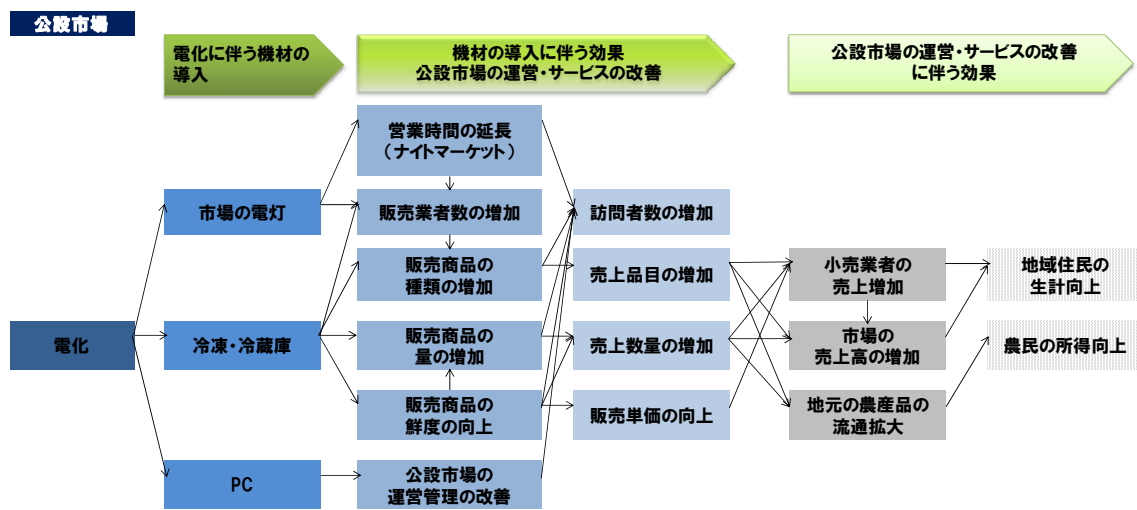 公設市場
電化に伴う機材の
導入
機材の導入に伴う効果
公設市場の運営・サービスの改善
公設市場の運営・サービスの改善
に伴う効果
営業時間の延長
（ナイトマーケット）
市場の電灯
販売業者数の増加
訪問者数の増加
販売商品の
種類の増加
売上品目の増加
小売業者の
売上増加
地域住民の
生計向上
電化
冷凍・冷蔵庫
販売商品の
量の増加
売上数量の増加
市場の
売上高の増加
農民の所得向上
販売商品の
鮮度の向上
販売単価の向上
地元の農産品の
流通拡大
PC
公設市場の
運営管理の改善